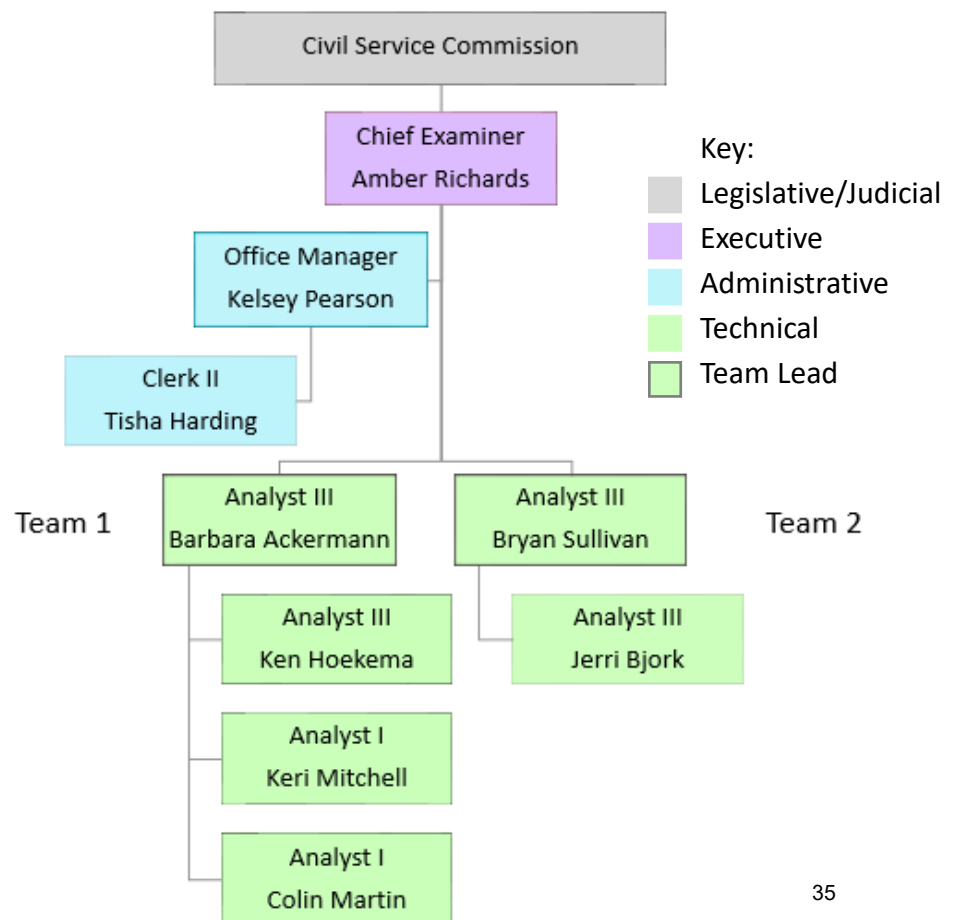 Civil Service Commission
Chief Examiner
Amber Richards
Key:
Legislative/Judicial
Executive
Administrative
Technical
Team Lead
Office Manager
Kelsey Pearson
Clerk II
Tisha Harding
Team 1
Analyst III
Barbara Ackermann
Analyst III
Bryan Sullivan
Team 2
Analyst III
Ken Hoekema
Analyst III
Jerri Bjork
Analyst I
Keri Mitchell
Analyst I
Colin Martin
35